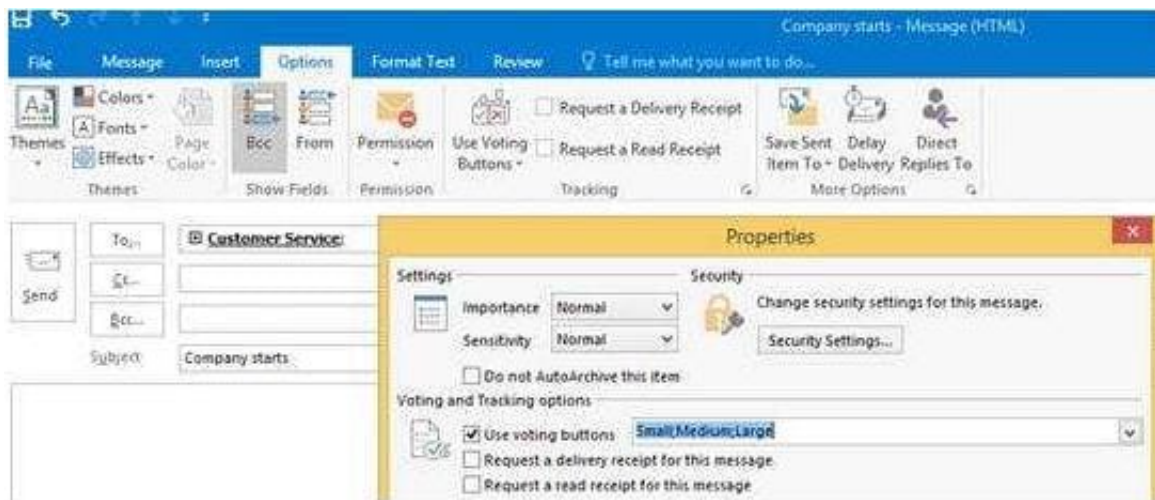 Company starts - Message (HTML)
File Message Insert Options Format Text Review Tell me what you want to do...
Colors Request a Delivery Receipt
Fonts Request a Read Receipt
Effects
Themes Page Color Bcc From Permission Use Voting Buttons Save Sent Item To Delay Delivery Direct Replies To
Themes Show Fields Permission Tracking More Options
To... Customer Service;
Cc...
Send
Bcc...
Subject Company starts
Properties
Settings Security
Importance Normal Change security settings for this message.
Sensitivity Normal Security Settings...
Do not AutoArchive this item
Voting and Tracking options
Use voting buttons Small;Medium;Large
Request a delivery receipt for this message
Request a read receipt for this message